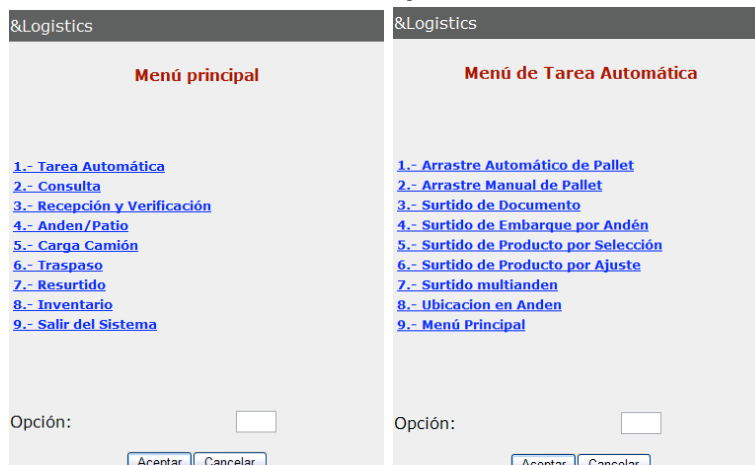 &Logistics
Menú principal
1.- Tarea Automática
2.- Consulta
3.- Recepción y Verificación
4.- Anden/Patio
5.- Carga Camión
6.- Traspaso
7.- Resurtido
8.- Inventario
9.- Salir del Sistema
Opción:
Aceptar Cancelar
&Logistics
Menú de Tarea Automática
1.- Arrastre Automático de Pallet
2.- Arrastre Manual de Pallet
3.- Surtido de Documento
4.- Surtido de Embarque por Andén
5.- Surtido de Producto por Selección
6.- Surtido de Producto por Ajuste
7.- Surtido multianden
8.- Ubicacion en Anden
9.- Menú Principal
Opción:
Aceptar Cancelar